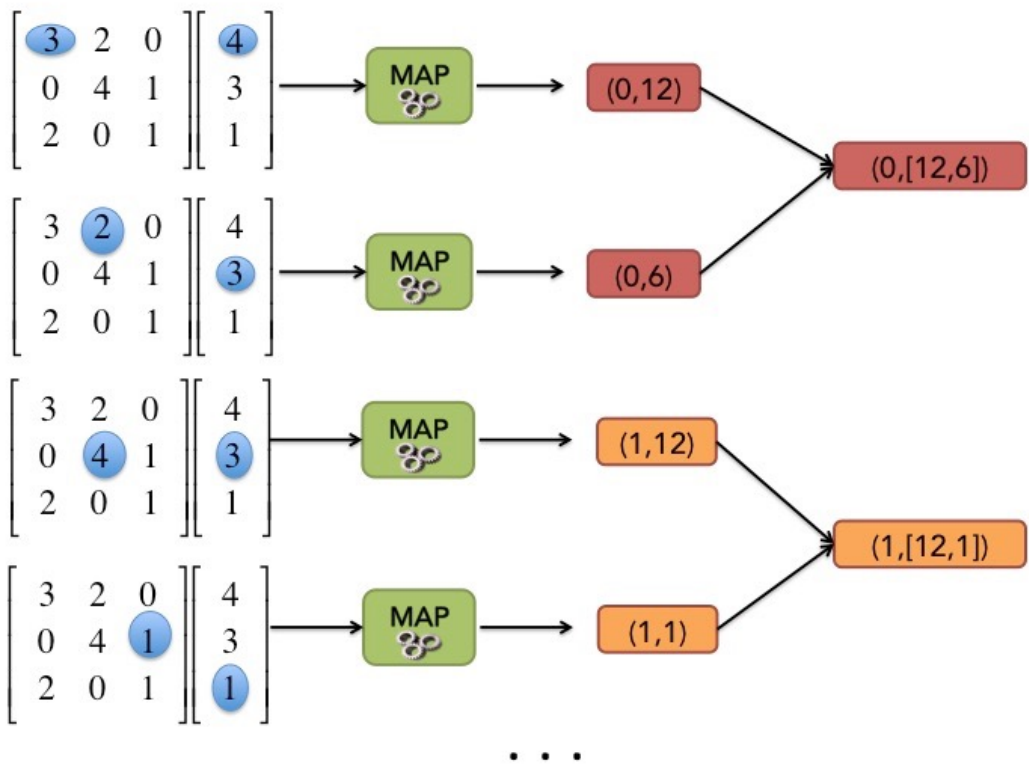 3 2 0 4
0 4 1 3
2 0 1 1
MAP
(0,12)
(0,[12,6])
3 2 0 4
0 4 1 3
2 0 1 1
MAP
(0,6)
3 2 0 4
0 4 1 3
2 0 1 1
MAP
(1,12)
(1,[12,1])
3 2 0 4
0 4 1 3
2 0 1 1
MAP
(1,1)
. . .